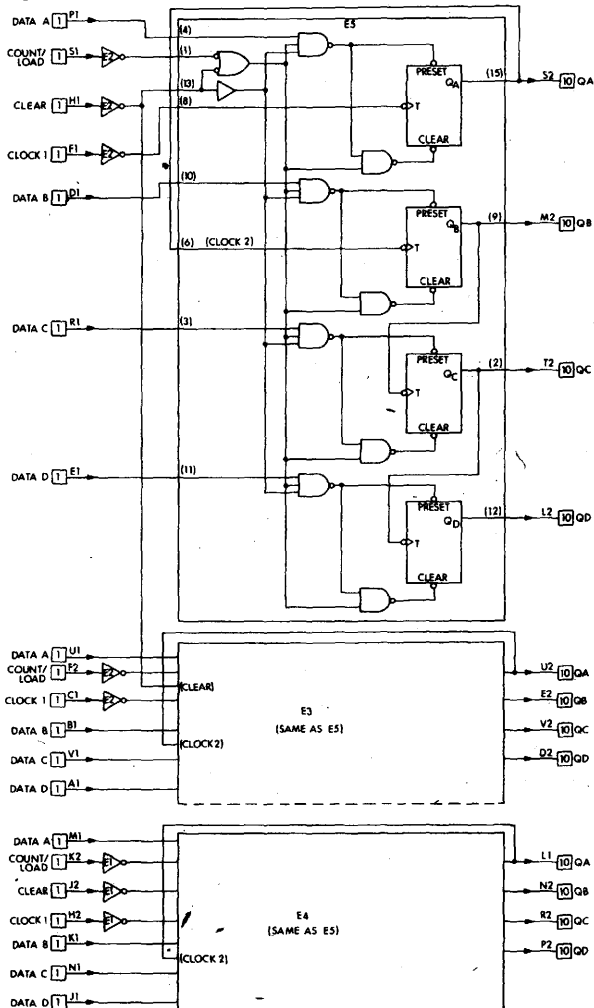 DATA A 1 P1 (4) E5
COUNT/ LOAD 1 S1 E2 (1)
PRESET QA (15) S2 10 QA
(13)
CLEAR 1 H1 E2 (8) T
CLEAR
CLOCK 1 1 F1 E2
DATA B 1 D1 (10)
PRESET QB (9) M2 10 QB
(6) (CLOCK 2) T
CLEAR
DATA C 1 R1 (3)
PRESET QC (2) T2 10 QC
T
CLEAR
DATA D 1 E1 (11)
PRESET QD (12) L2 10 QD
T
CLEAR
DATA A 1 U1
COUNT/ LOAD 1 F2 E2 U2 10 QA
(CLEAR)
CLOCK 1 1 C1 E2 E2 10 QB
E3
DATA B 1 B1 (SAME AS E5) V2 10 QC
(CLOCK 2)
DATA C 1 V1 D2 10 QD
DATA D 1 A1
DATA A 1 M1
COUNT/ LOAD 1 K2 E1 L1 10 QA
CLEAR 1 J2 E1 N2 10 QB
CLOCK 1 1 H2 E1 E4 R2 10 QC
(SAME AS E5)
DATA B 1 K1 P2 10 QD
(CLOCK 2)
DATA C 1 N1
DATA D 1 J1